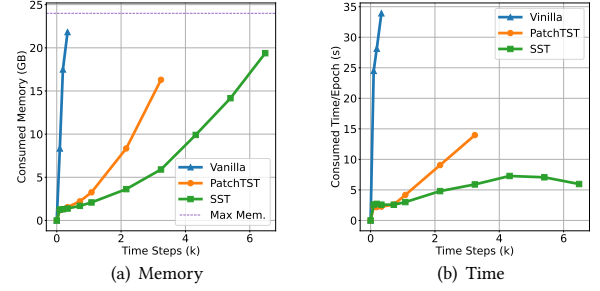 25
20
15
10
5
0
Consumed Memory (GB)
Vanilla
PatchTST
SST
Max Mem.
0 2 4 6
Time Steps (k)
(a) Memory
35
30
25
20
15
10
5
0
Consumed Time/Epoch (s)
Vinilla
PatchTST
SST
0 2 4 6
Time Steps (k)
(b) Time